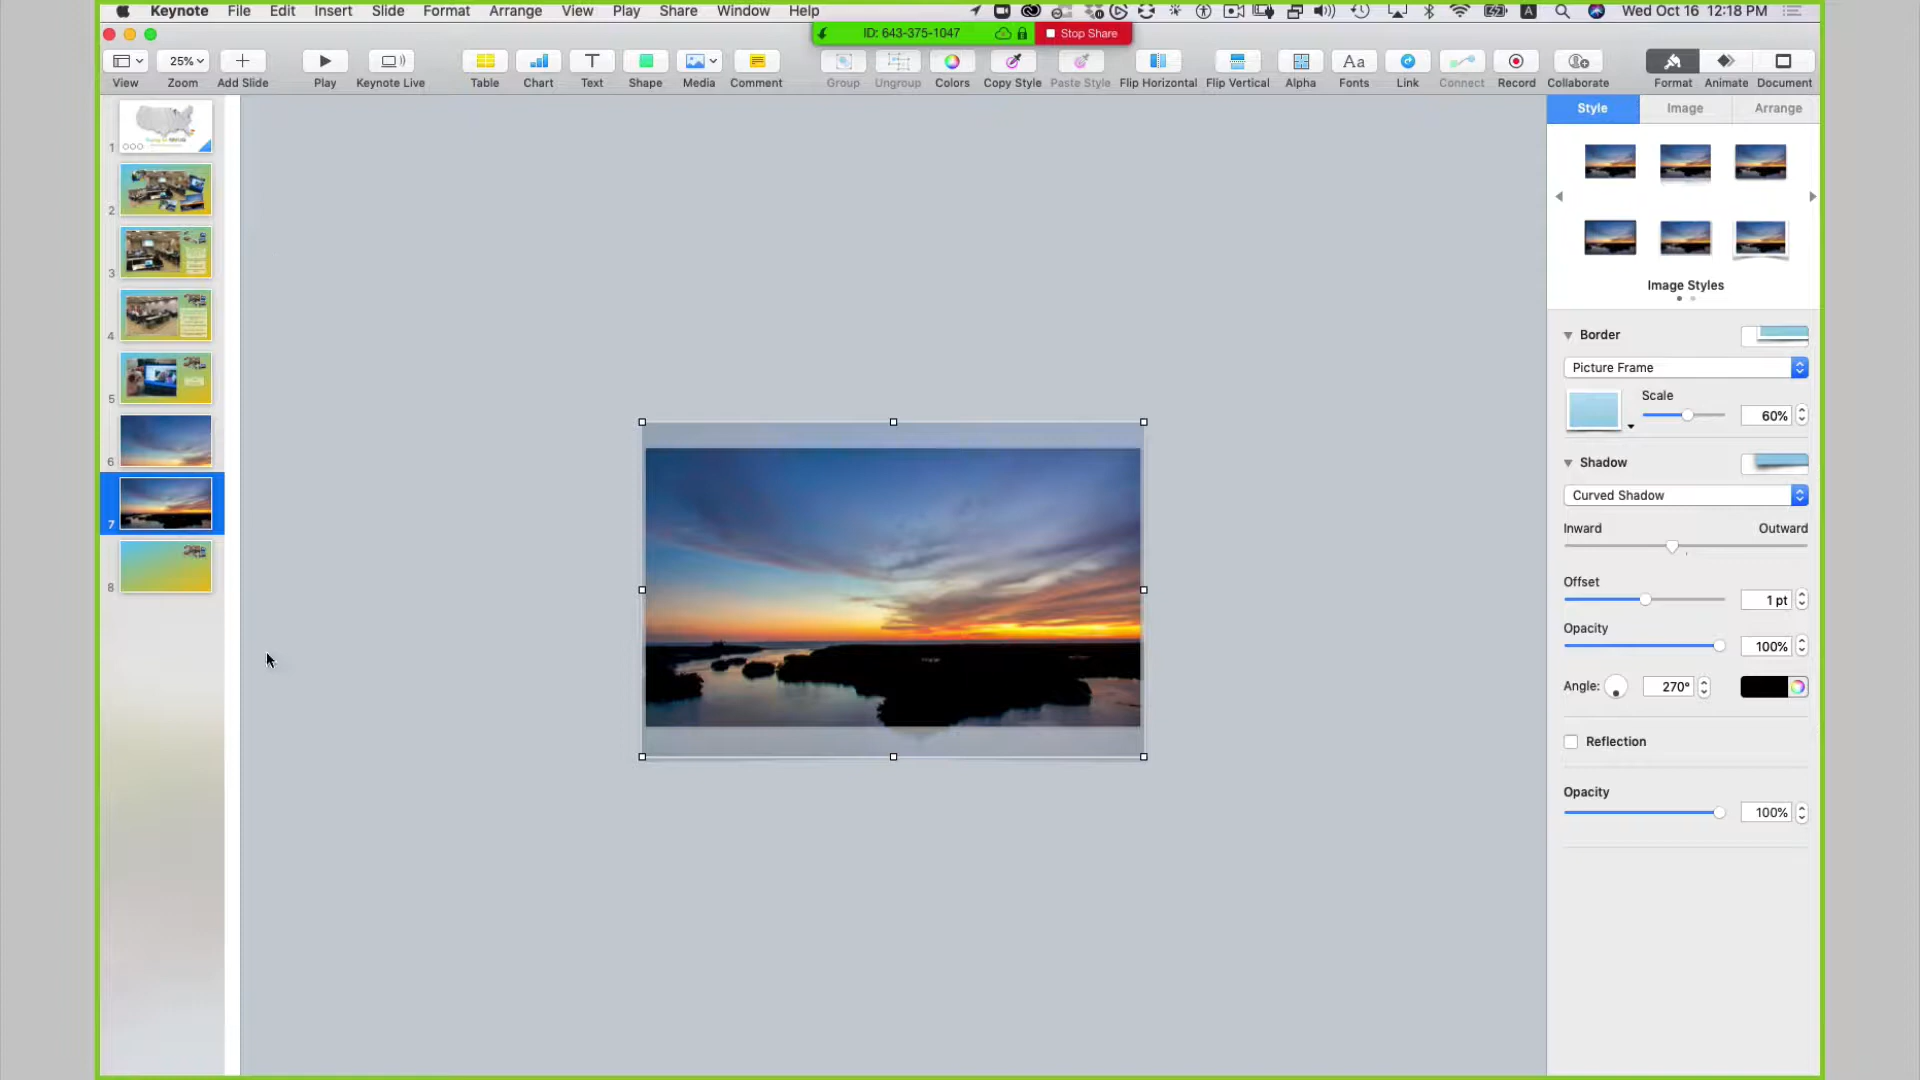 Keynote File Edit Insert Slide Format Arrange View Play Share Window Help
A Wed Oct 16 12:18 PM
ID: 643-375-1047 Stop Share
25%
View Zoom Add Slide Play Keynote Live Table Chart Text Shape Media Comment Group Ungroup Colors Copy Style Paste Style Flip Horizontal Flip Vertical Alpha Aa Fonts Link Connect Record Collaborate Format Animate Document
Style Image Arrange
1
2
3
4
5
6
7
8
Image Styles
Border
Picture Frame
Scale
60%
Shadow
Curved Shadow
Inward Outward
Offset
1 pt
Opacity
100%
Angle: 270°
Reflection
Opacity
100%